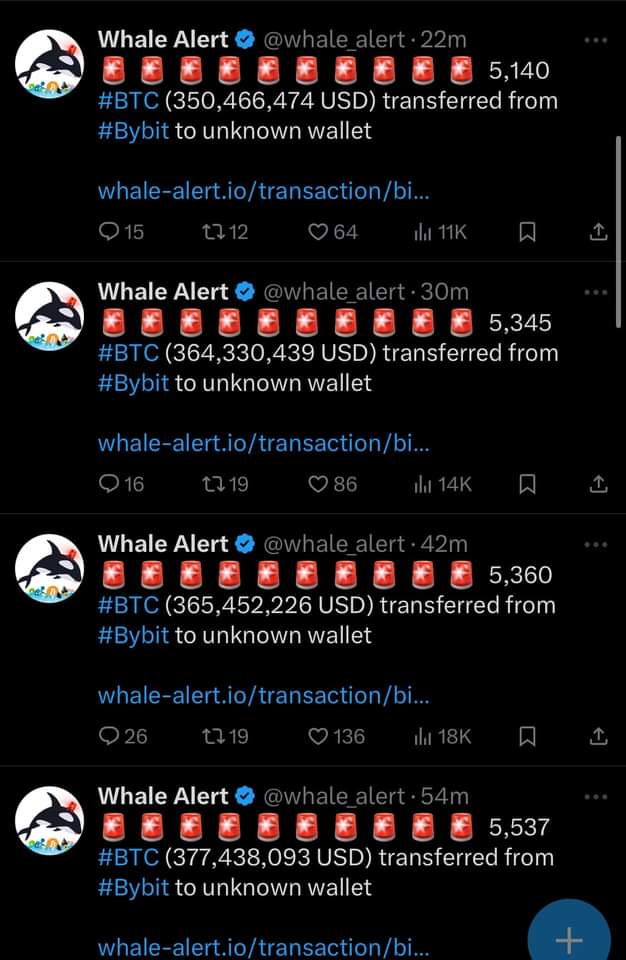 Whale Alert @whale_alert · 22m
🚨 🚨 🚨 🚨 🚨 🚨 🚨 🚨 🚨 🚨 5,140
#BTC (350,466,474 USD) transferred from
#Bybit to unknown wallet
whale-alert.io/transaction/bi...
15 12 64 11K
Whale Alert @whale_alert · 30m
🚨 🚨 🚨 🚨 🚨 🚨 🚨 🚨 🚨 🚨 5,345
#BTC (364,330,439 USD) transferred from
#Bybit to unknown wallet
whale-alert.io/transaction/bi...
16 19 86 14K
Whale Alert @whale_alert · 42m
🚨 🚨 🚨 🚨 🚨 🚨 🚨 🚨 🚨 🚨 5,360
#BTC (365,452,226 USD) transferred from
#Bybit to unknown wallet
whale-alert.io/transaction/bi...
26 19 136 18K
Whale Alert @whale_alert · 54m
🚨 🚨 🚨 🚨 🚨 🚨 🚨 🚨 🚨 🚨 5,537
#BTC (377,438,093 USD) transferred from
#Bybit to unknown wallet
whale-alert.io/transaction/bi...